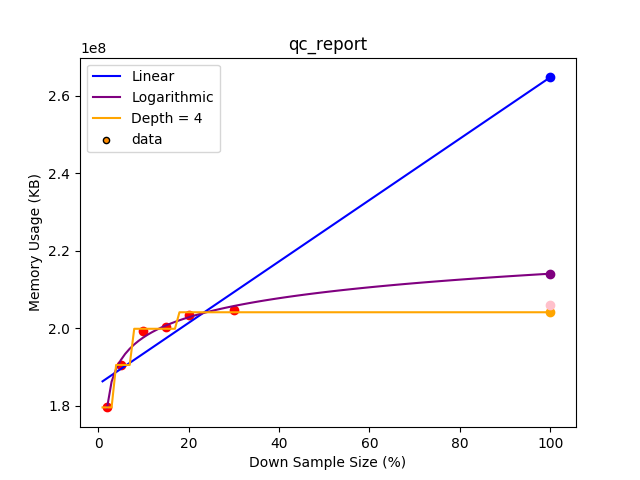 qc_report
1e8
Linear
Logarithmic
Depth = 4
data
2.6
2.4
2.2
2.0
1.8
Memory Usage (KB)
0 20 40 60 80 100
Down Sample Size (%)